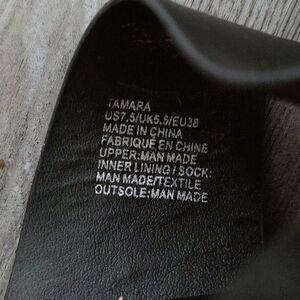 TAMARA
US7.5/UK5.5/EU38
MADE IN CHINA
FABRIQUÉ EN CHINE
UPPER:MAN MADE
INNER LINING / SOCK:
MAN MADE/TEXTILE
OUTSOLE:MAN MADE